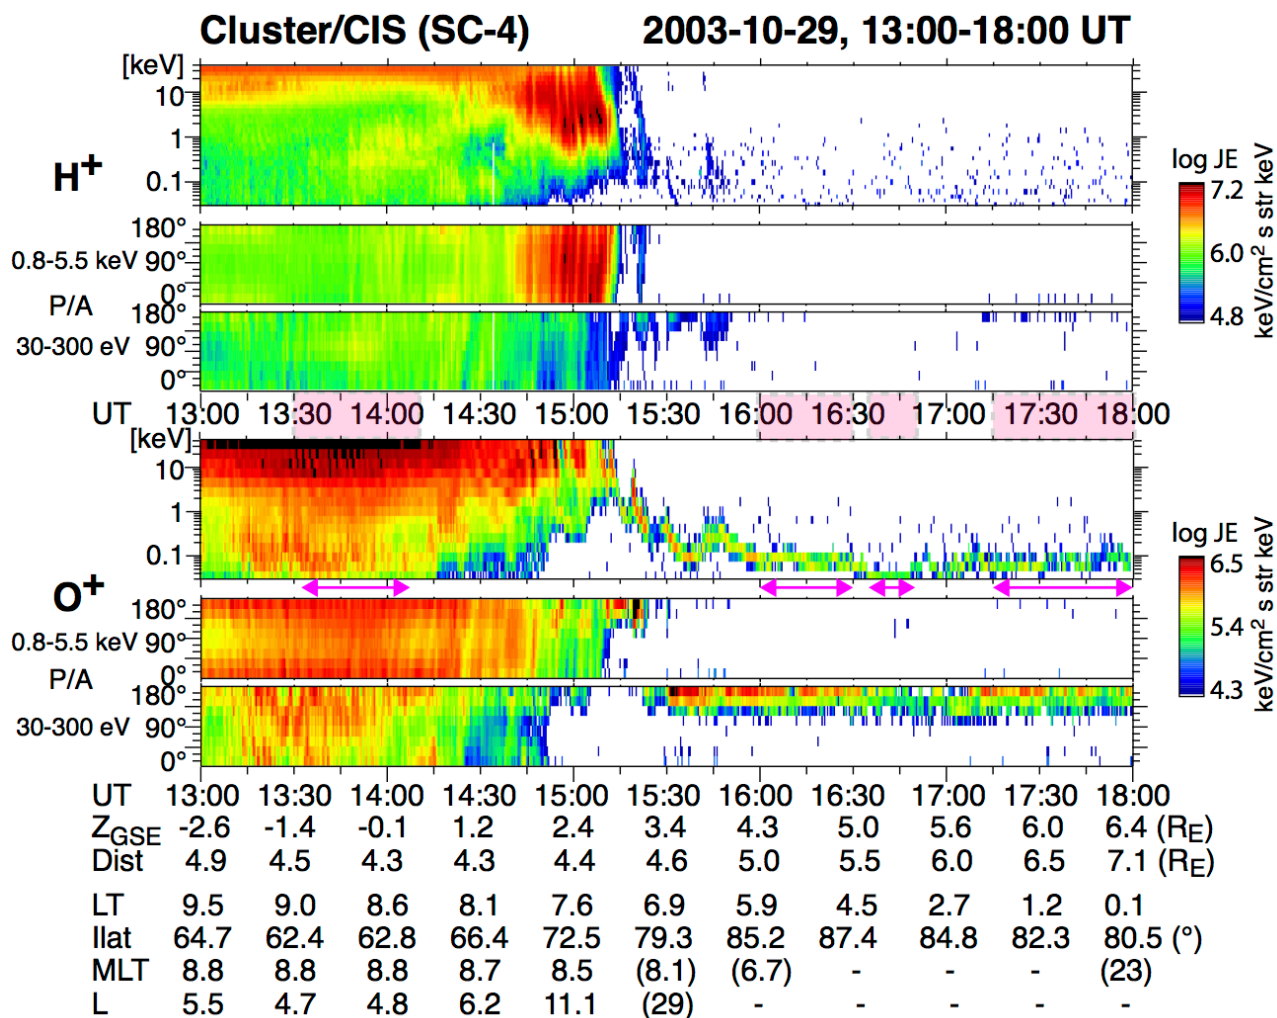 Cluster/CIS (SC-4) 2003-10-29, 13:00-18:00 UT
[keV]
10
1
0.1
H+
log JE
7.2
6.0
4.8
keV/cm2 s str keV
180°
0.8-5.5 keV 90°
0°
P/A
180°
30-300 eV 90°
0°
UT 13:00 13:30 14:00 14:30 15:00 15:30 16:00 16:30 17:00 17:30 18:00
[keV]
10
1
0.1
O+
log JE
6.5
5.4
4.3
keV/cm2 s str keV
180°
0.8-5.5 keV 90°
P/A 0°
180°
30-300 eV 90°
0°
UT 13:00 13:30 14:00 14:30 15:00 15:30 16:00 16:30 17:00 17:30 18:00
ZGSE -2.6 -1.4 -0.1 1.2 2.4 3.4 4.3 5.0 5.6 6.0 6.4 (RE)
Dist 4.9 4.5 4.3 4.3 4.4 4.6 5.0 5.5 6.0 6.5 7.1 (RE)
LT 9.5 9.0 8.6 8.1 7.6 6.9 5.9 4.5 2.7 1.2 0.1
Ilat 64.7 62.4 62.8 66.4 72.5 79.3 85.2 87.4 84.8 82.3 80.5 (°)
MLT 8.8 8.8 8.8 8.7 8.5 (8.1) (6.7) - - - (23)
L 5.5 4.7 4.8 6.2 11.1 (29) - - - - -